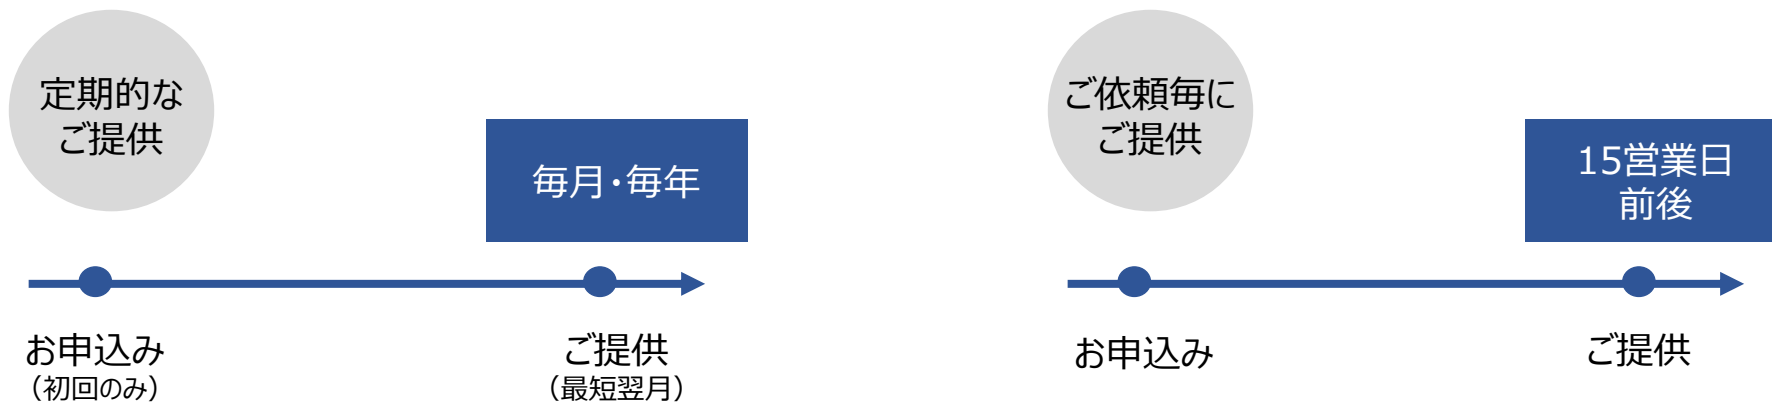 定期的な
ご提供
毎月・毎年
お申込み
（初回のみ）
ご提供
（最短翌月）
ご依頼毎に
ご提供
15営業日
前後
お申込み
ご提供